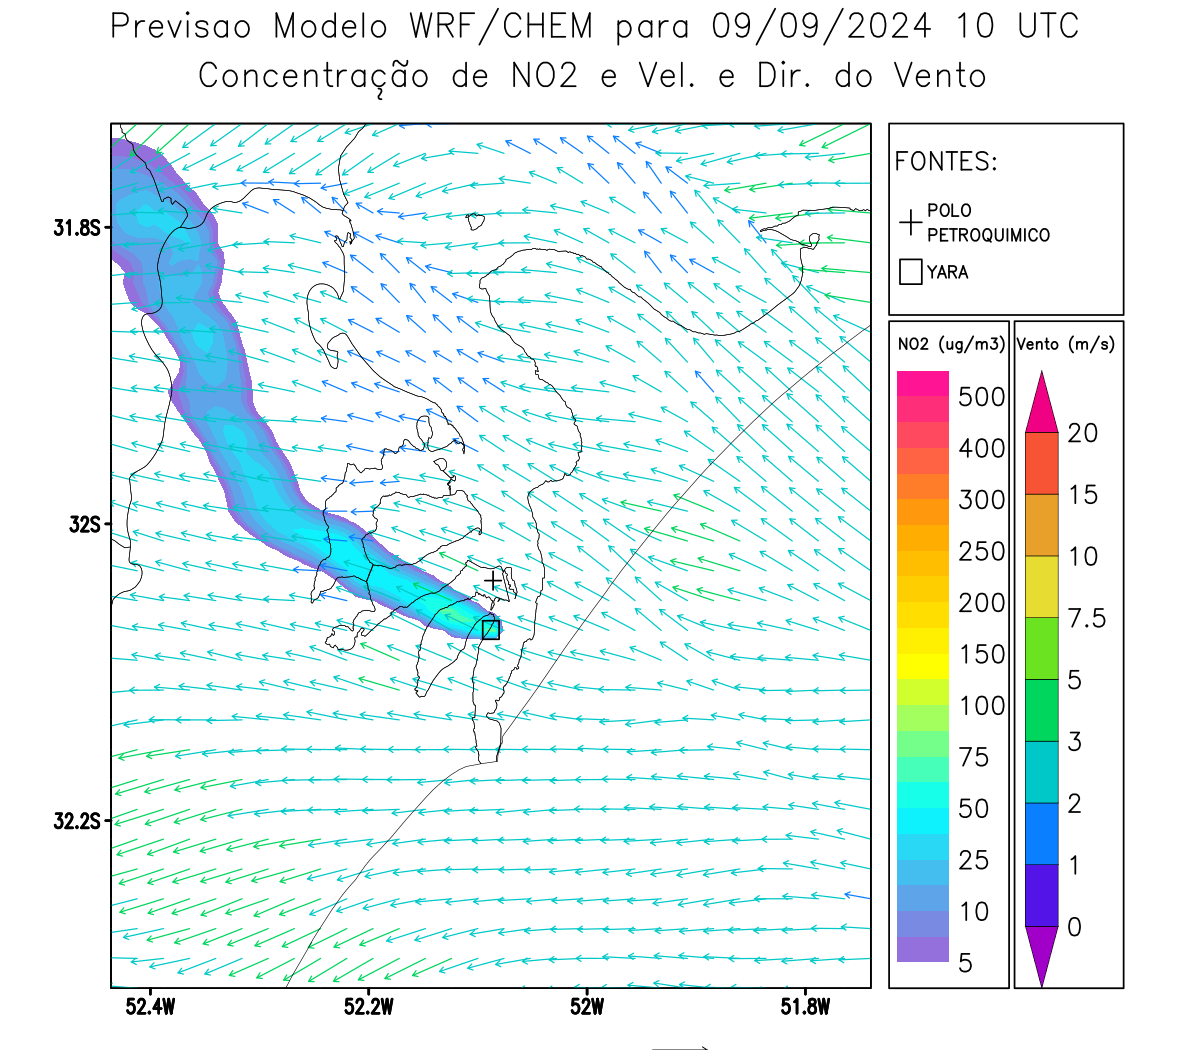 Previsao Modelo WRF/CHEM para 09/09/2024 10 UTC
Concentração de NO2 e Vel. e Dir. do Vento
FONTES:
POLO
PETROQUIMICO
YARA
NO2 (ug/m3)
500
400
300
250
200
150
100
75
50
25
10
5
Vento (m/s)
20
15
10
7.5
5
3
2
1
0
31.8S
32S
32.2S
52.4W
52.2W
52W
51.8W